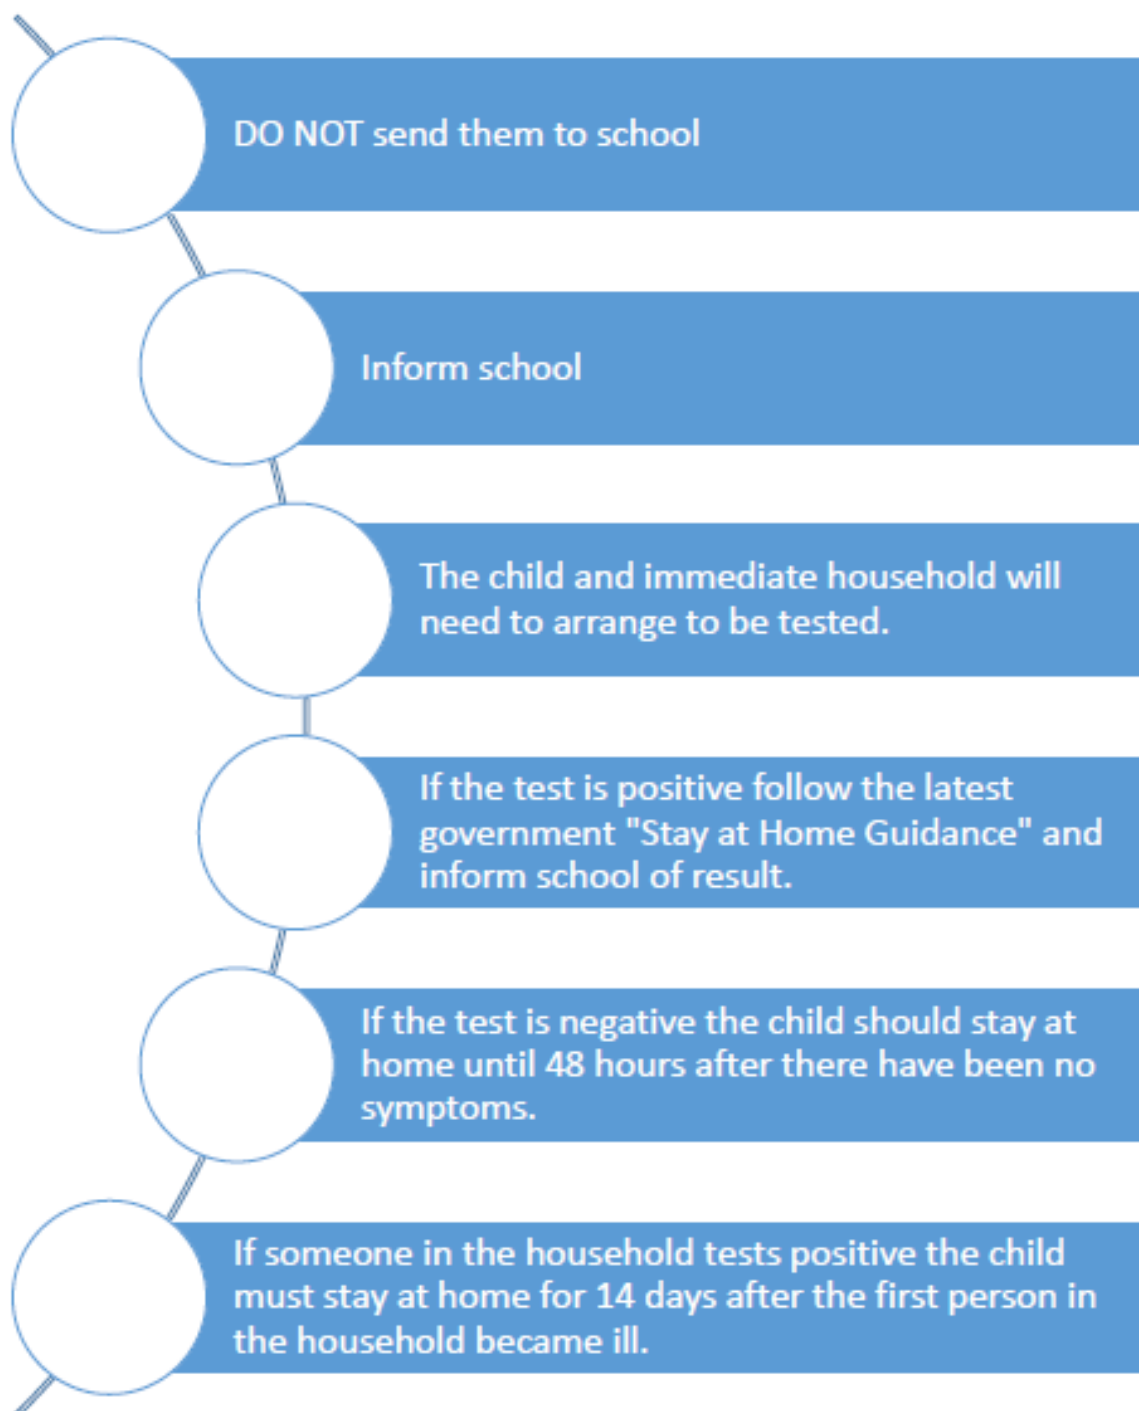 DO NOT send them to school
Inform school
The child and immediate household will
need to arrange to be tested.
If the test is positive follow the latest
government "Stay at Home Guidance" and
inform school of result.
If the test is negative the child should stay at
home until 48 hours after there have been no
symptoms.
If someone in the household tests positive the child
must stay at home for 14 days after the first person in
the household became ill.